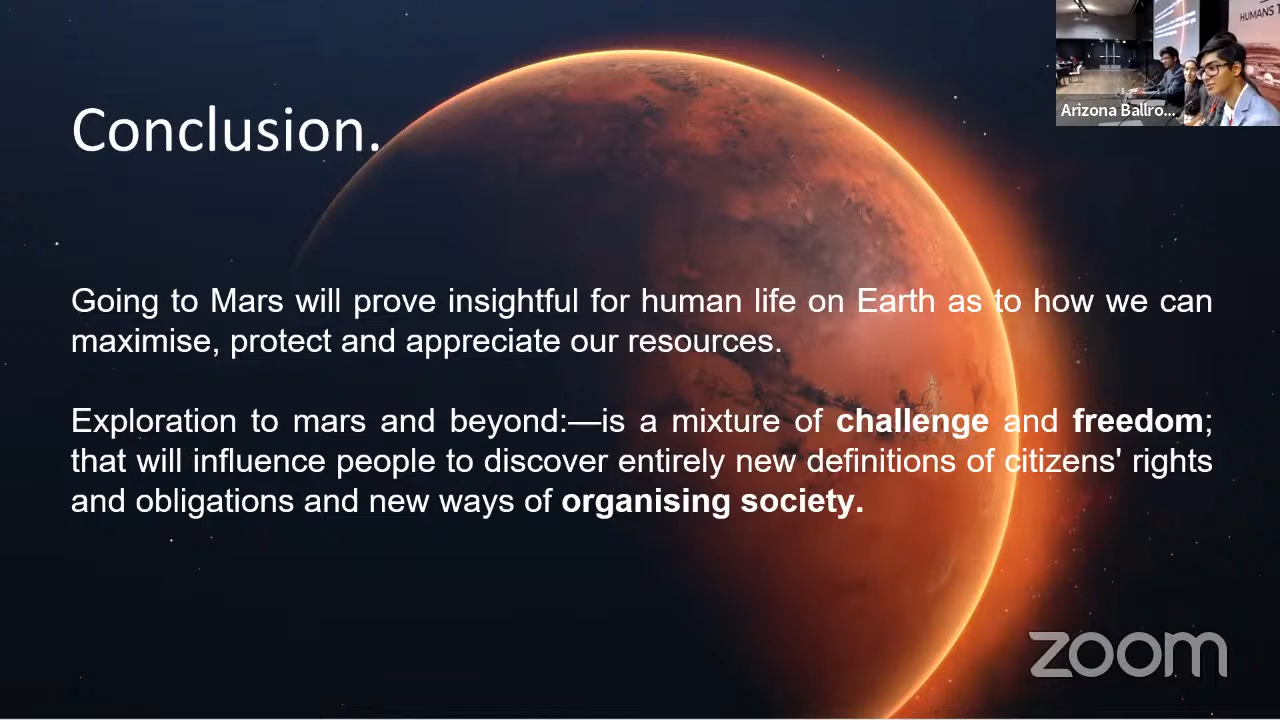 Conclusion.
HUMANS T
Arizona Ballro...
Going to Mars will prove insightful for human life on Earth as to how we can
maximise, protect and appreciate our resources.
Exploration to mars and beyond:—is a mixture of challenge and freedom;
that will influence people to discover entirely new definitions of citizens' rights
and obligations and new ways of organising society.
zoom